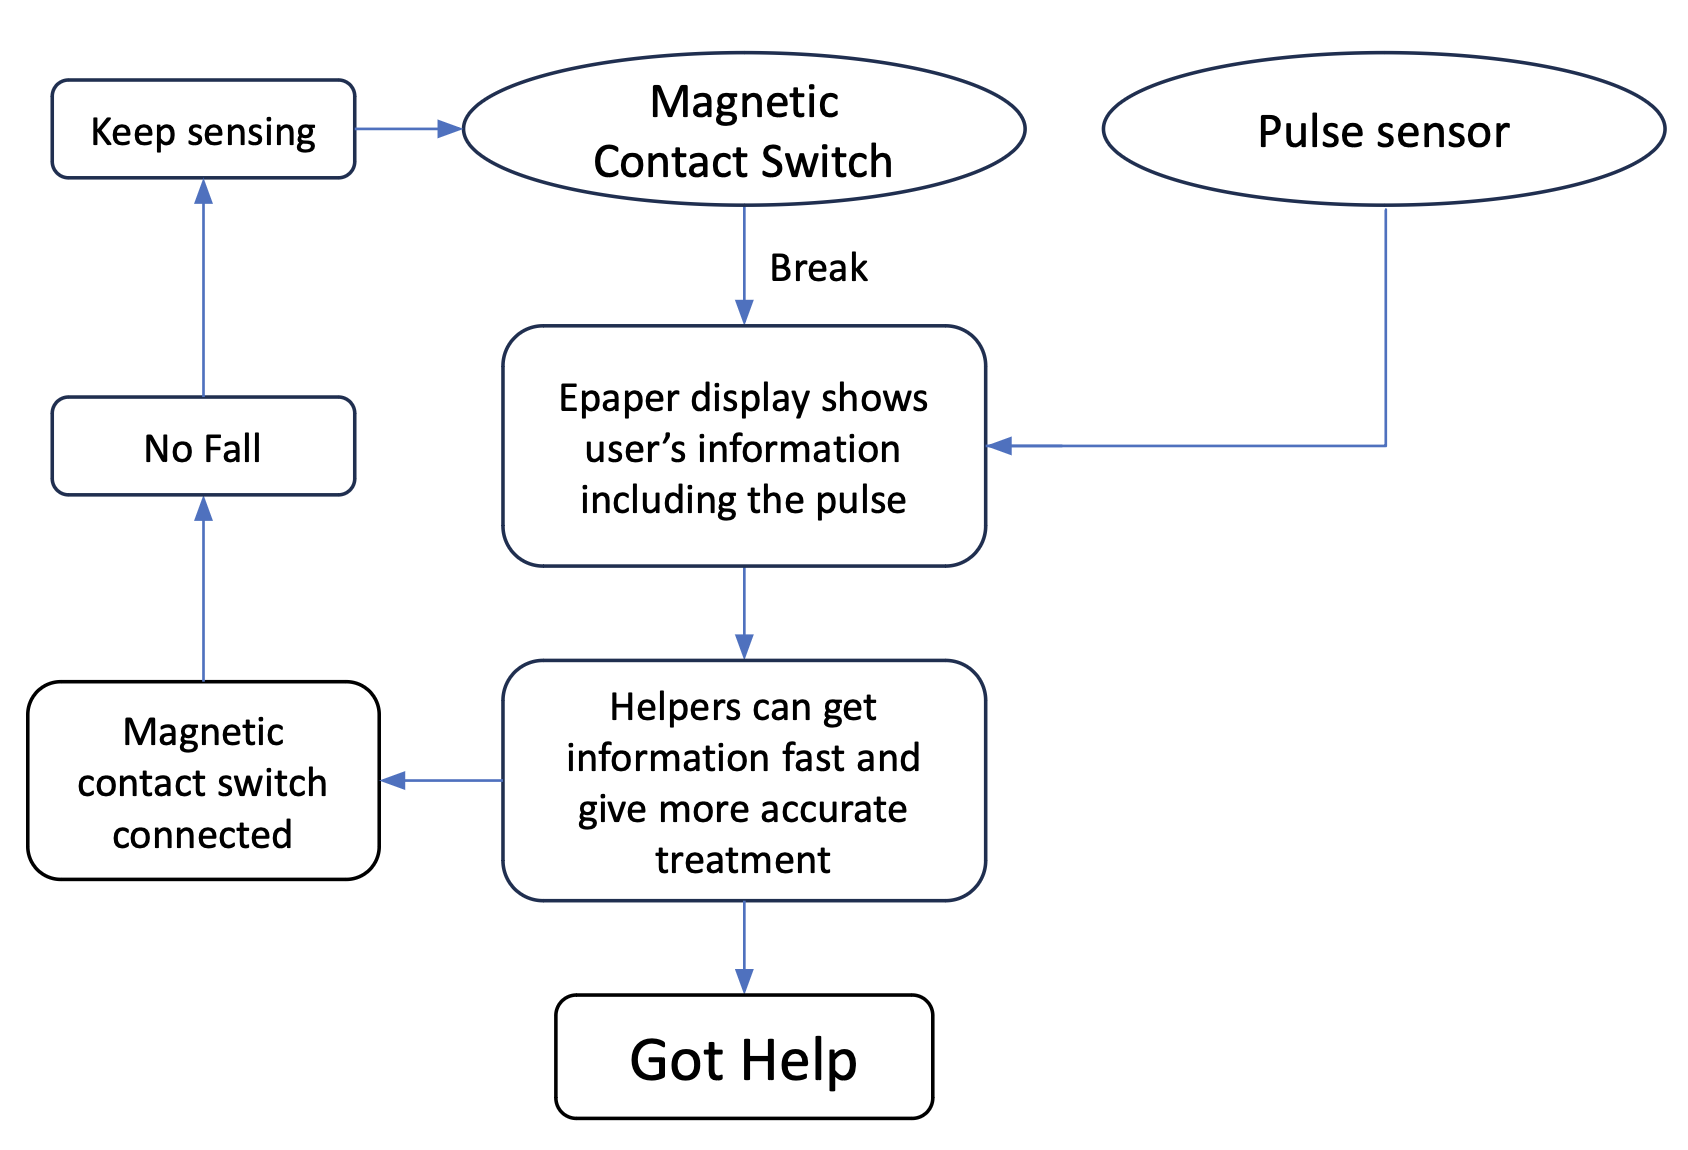 Keep sensing
Magnetic
Contact Switch
Pulse sensor
Break
Epaper display shows
user’s information
including the pulse
No Fall
Helpers can get
information fast and
give more accurate
treatment
Magnetic
contact switch
connected
Got Help